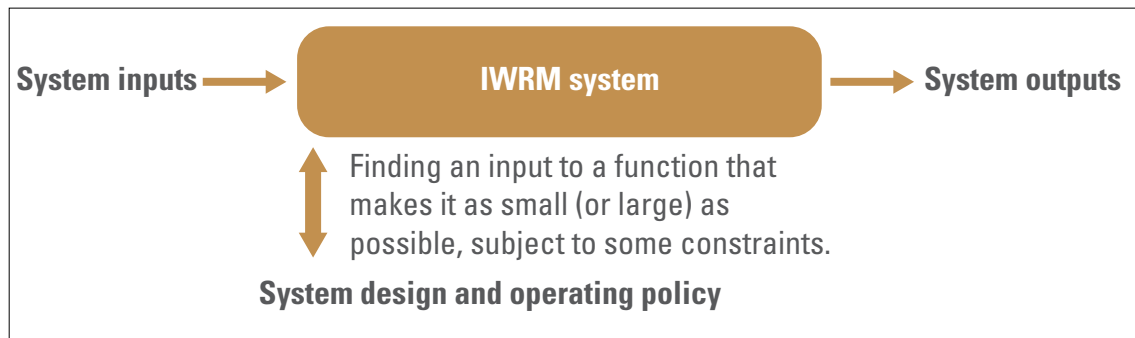 System inputs
IWRM system
System outputs
Finding an input to a function that
makes it as small (or large) as
possible, subject to some constraints.
System design and operating policy